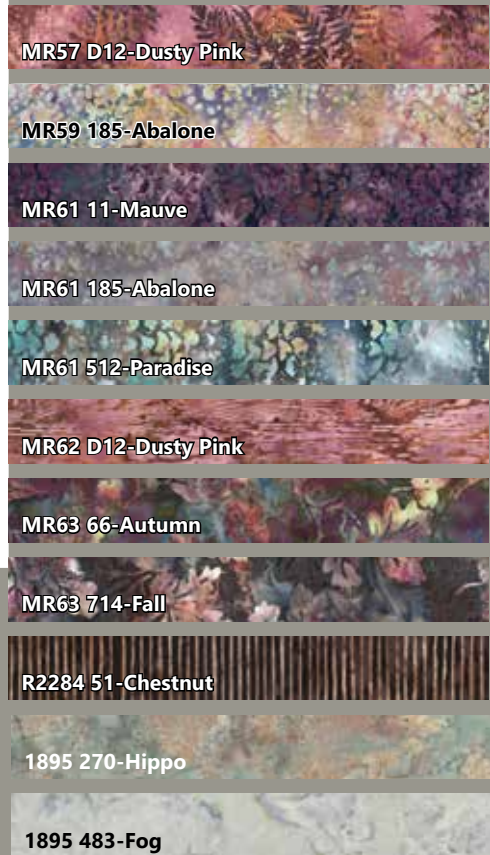 MR57 D12-Dusty Pink
MR59 185-Abalone
MR61 11-Mauve
MR61 185-Abalone
MR61 512-Paradise
MR62 D12-Dusty Pink
MR63 66-Autumn
MR63 714-Fall
R2284 51-Chestnut
1895 270-Hippo
1895 483-Fog